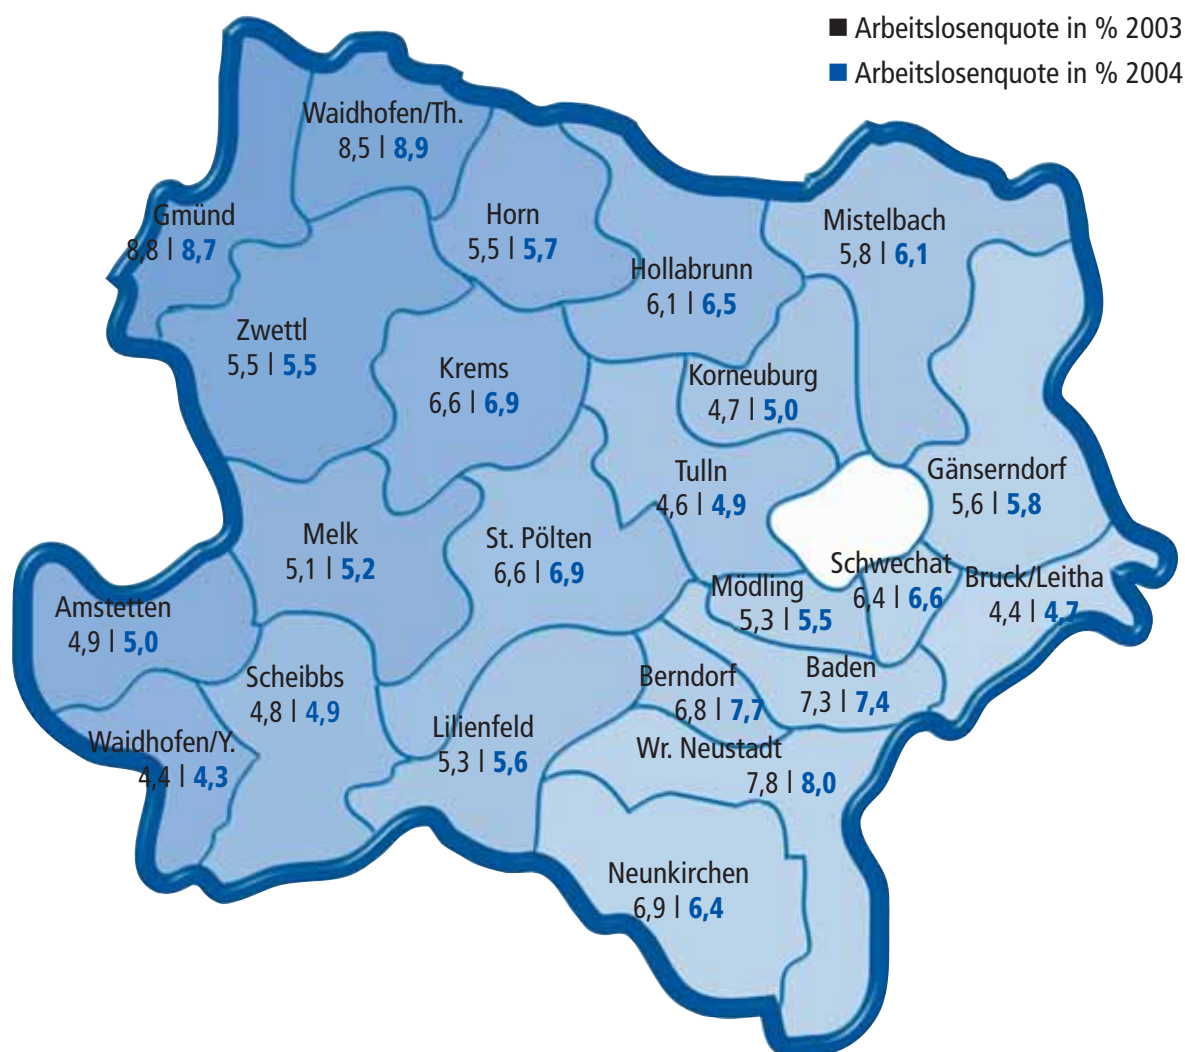 ■ Arbeitslosenquote in % 2003
■ Arbeitslosenquote in % 2004
Waidhofen/Th.
8,5 | 8,9
Gmünd
8,8 | 8,7
Horn
5,5 | 5,7
Mistelbach
5,8 | 6,1
Hollabrunn
6,1 | 6,5
Zwettl
5,5 | 5,5
Krems
6,6 | 6,9
Korneuburg
4,7 | 5,0
Tulln
4,6 | 4,9
Gänserndorf
5,6 | 5,8
Melk
5,1 | 5,2
St. Pölten
6,6 | 6,9
Schwechat
6,4 | 6,6
Bruck/Leitha
4,4 | 4,7
Mödling
5,3 | 5,5
Amstetten
4,9 | 5,0
Scheibbs
4,8 | 4,9
Berndorf
6,8 | 7,7
Baden
7,3 | 7,4
Lilienfeld
5,3 | 5,6
Waidhofen/Y.
4,4 | 4,3
Wr. Neustadt
7,8 | 8,0
Neunkirchen
6,9 | 6,4